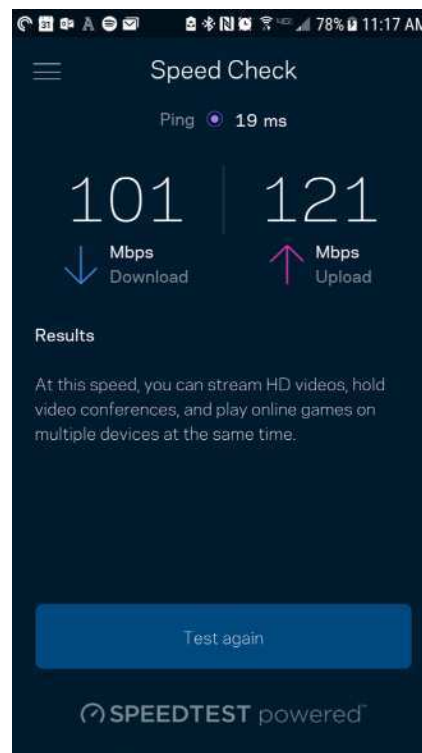 31 78% 11:17 AM
Speed Check
Ping 19 ms
101 121
Mbps Mbps
Download Upload
Results
At this speed, you can stream HD videos, hold
video conferences, and play online games on
multiple devices at the same time.
Test again
SPEEDTEST powered™